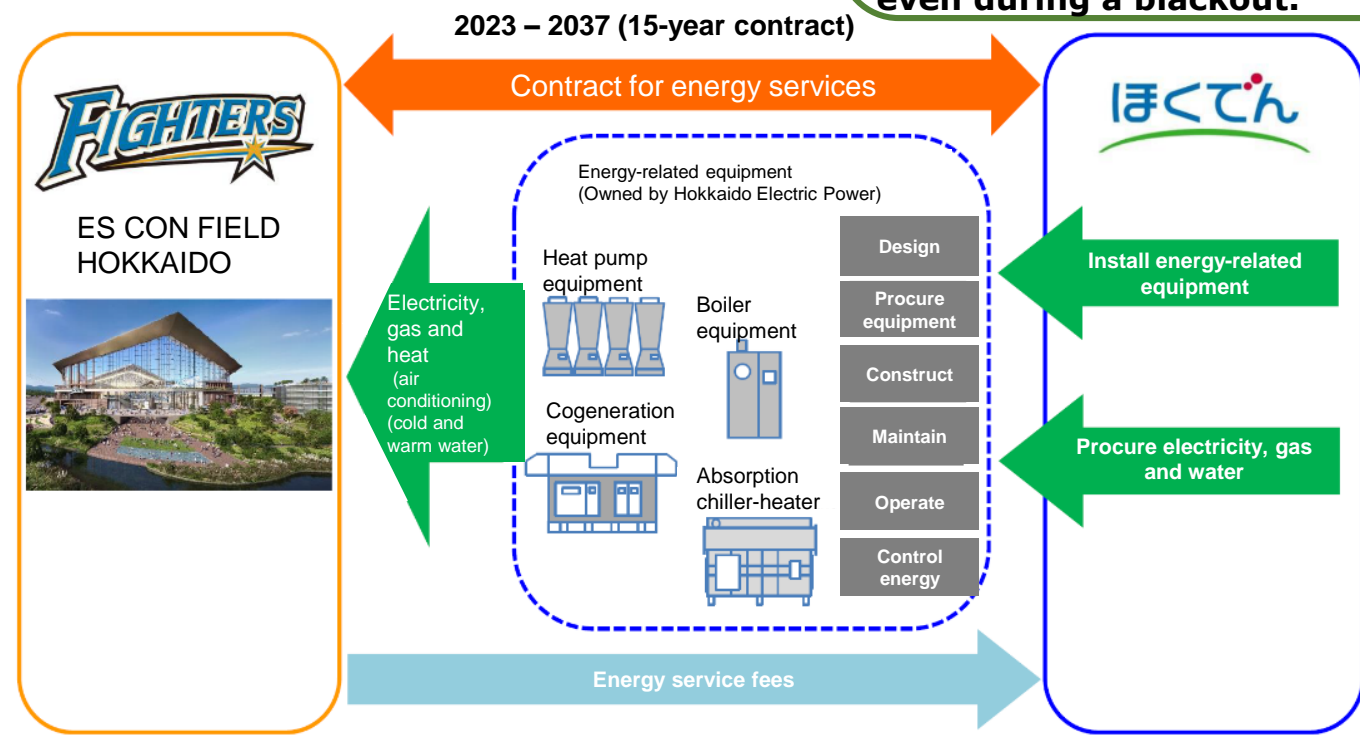 even during a blackout.
2023 – 2037 (15-year contract)
Contract for energy services
FIGHTERS
ES CON FIELD
HOKKAIDO
Electricity,
gas and
heat
(air
conditioning)
(cold and
warm water)
Energy-related equipment
(Owned by Hokkaido Electric Power)
Heat pump
equipment
Boiler
equipment
Cogeneration
equipment
Absorption
chiller-heater
Design
Procure
equipment
Construct
Maintain
Operate
Control
energy
ほくでん
Install energy-related
equipment
Procure electricity, gas
and water
Energy service fees